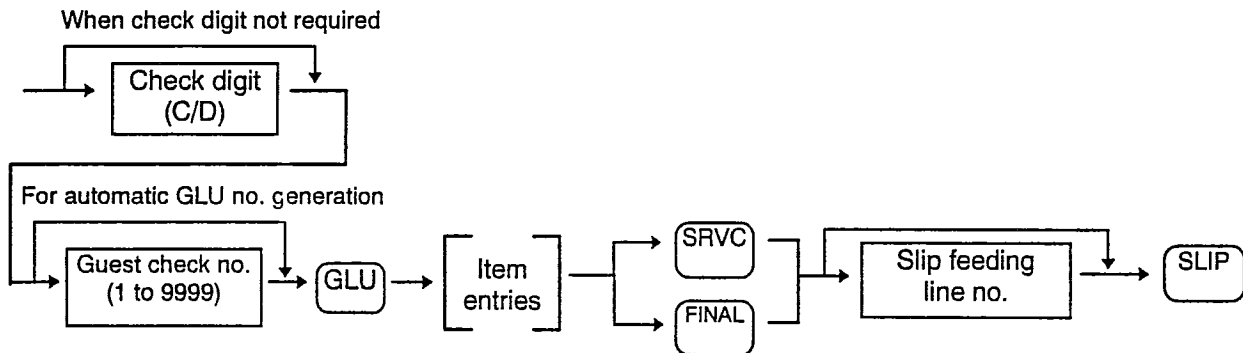 When check digit not required
Check digit
(C/D)
For automatic GLU no. generation
Guest check no.
(1 to 9999)
GLU
Item
entries
SRVC
FINAL
Slip feeding
line no.
SLIP